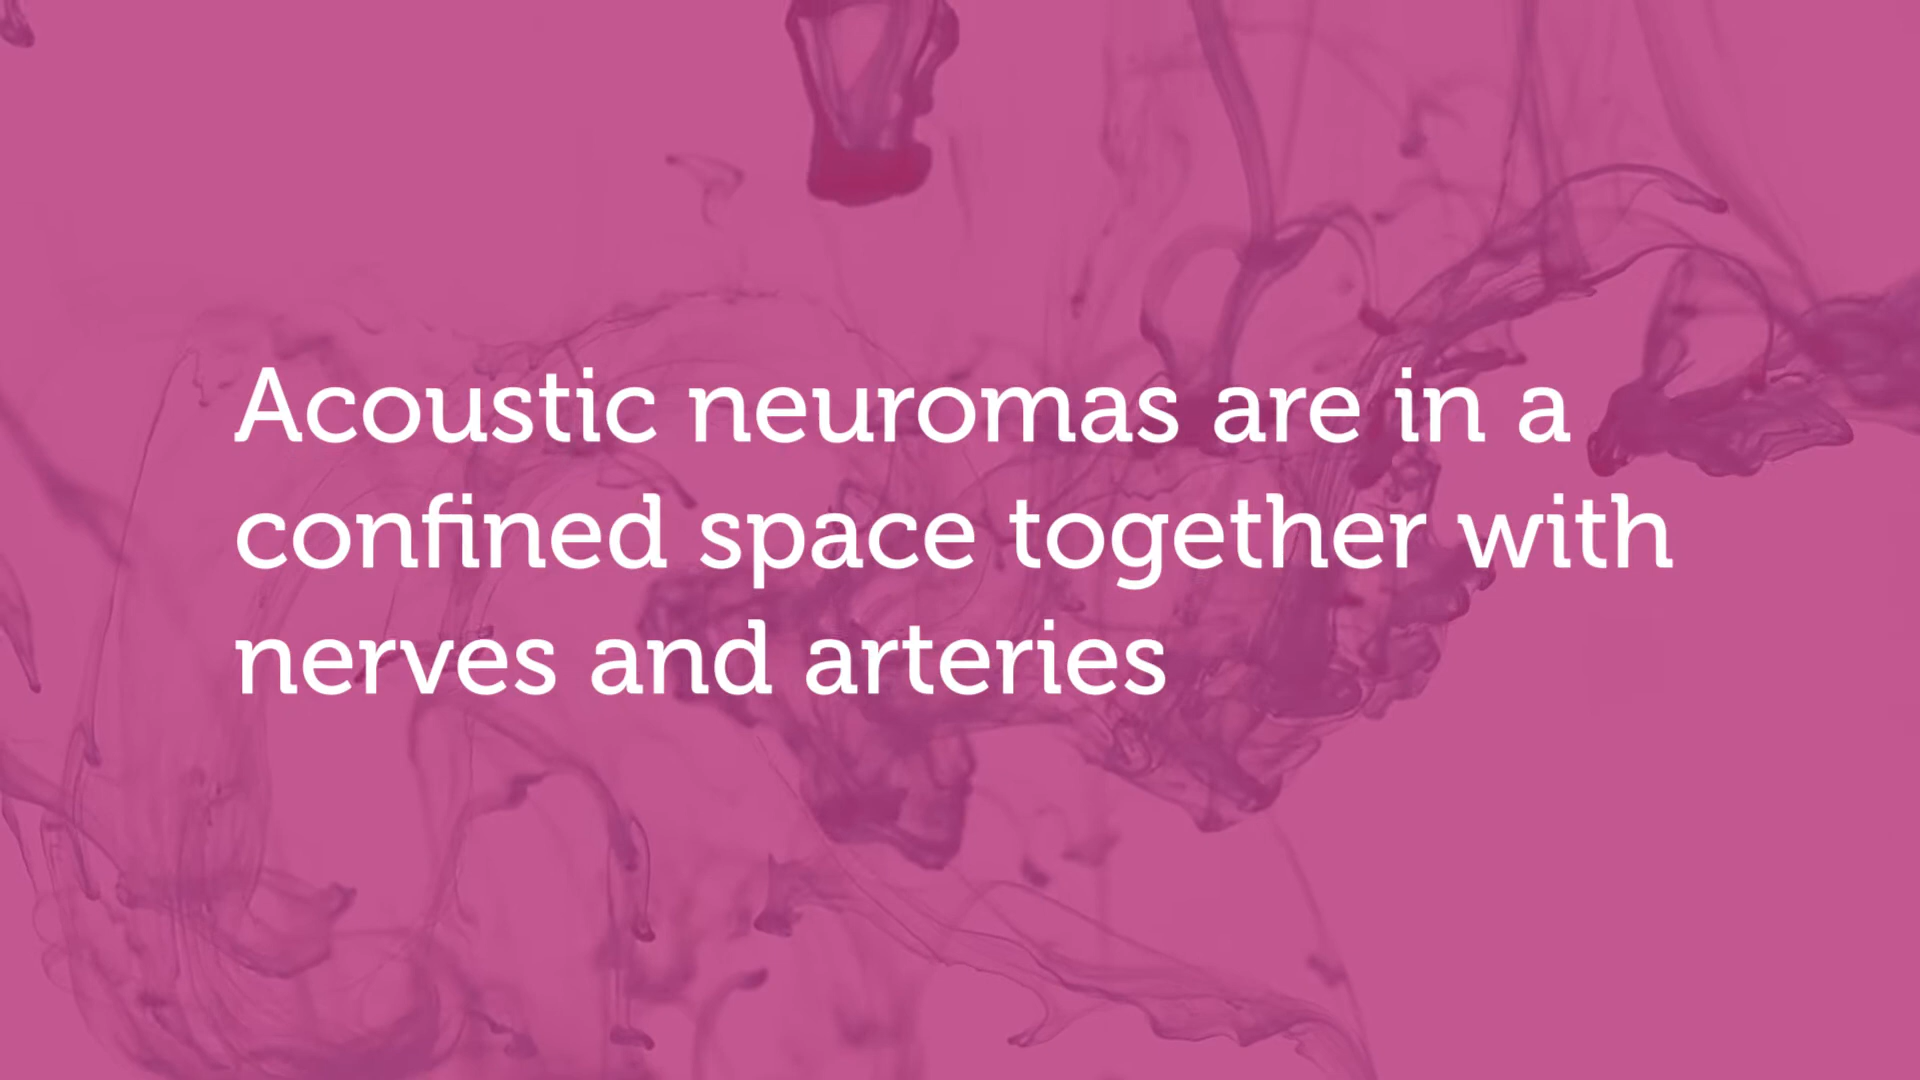 Acoustic neuromas are in a
confined space together with
nerves and arteries